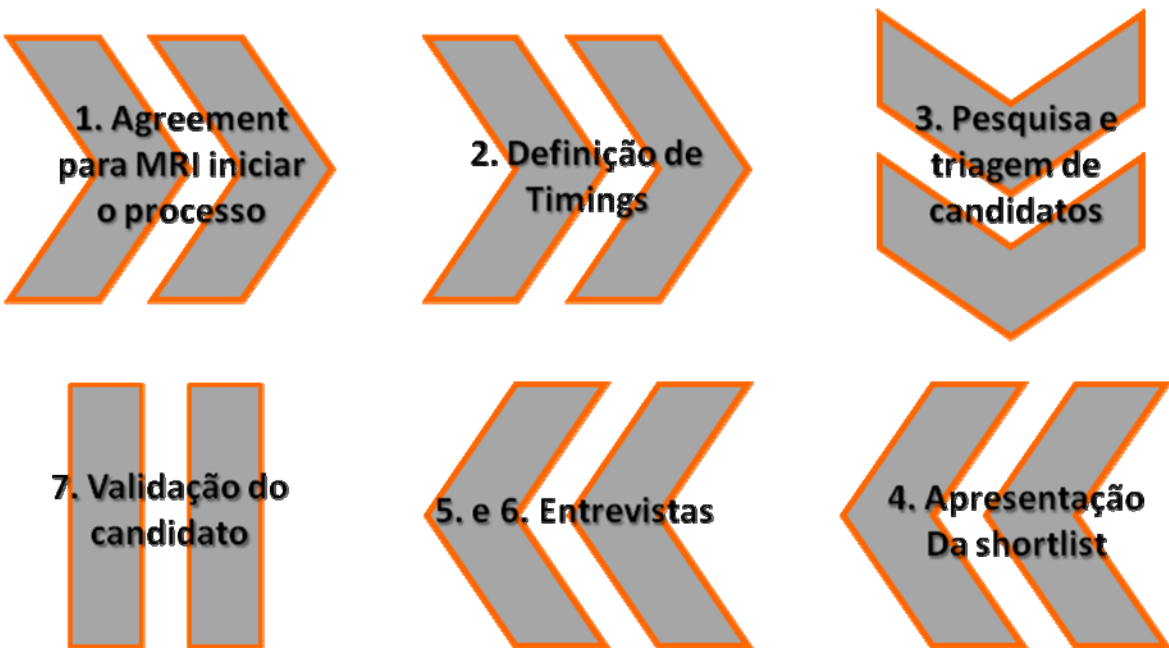 1. Agreement
para MRI iniciar
o processo
2. Definição de
Timings
3. Pesquisa e
triagem de
candidatos
4. Apresentação
Da shortlist
5. e 6. Entrevistas
7. Validação do
candidato